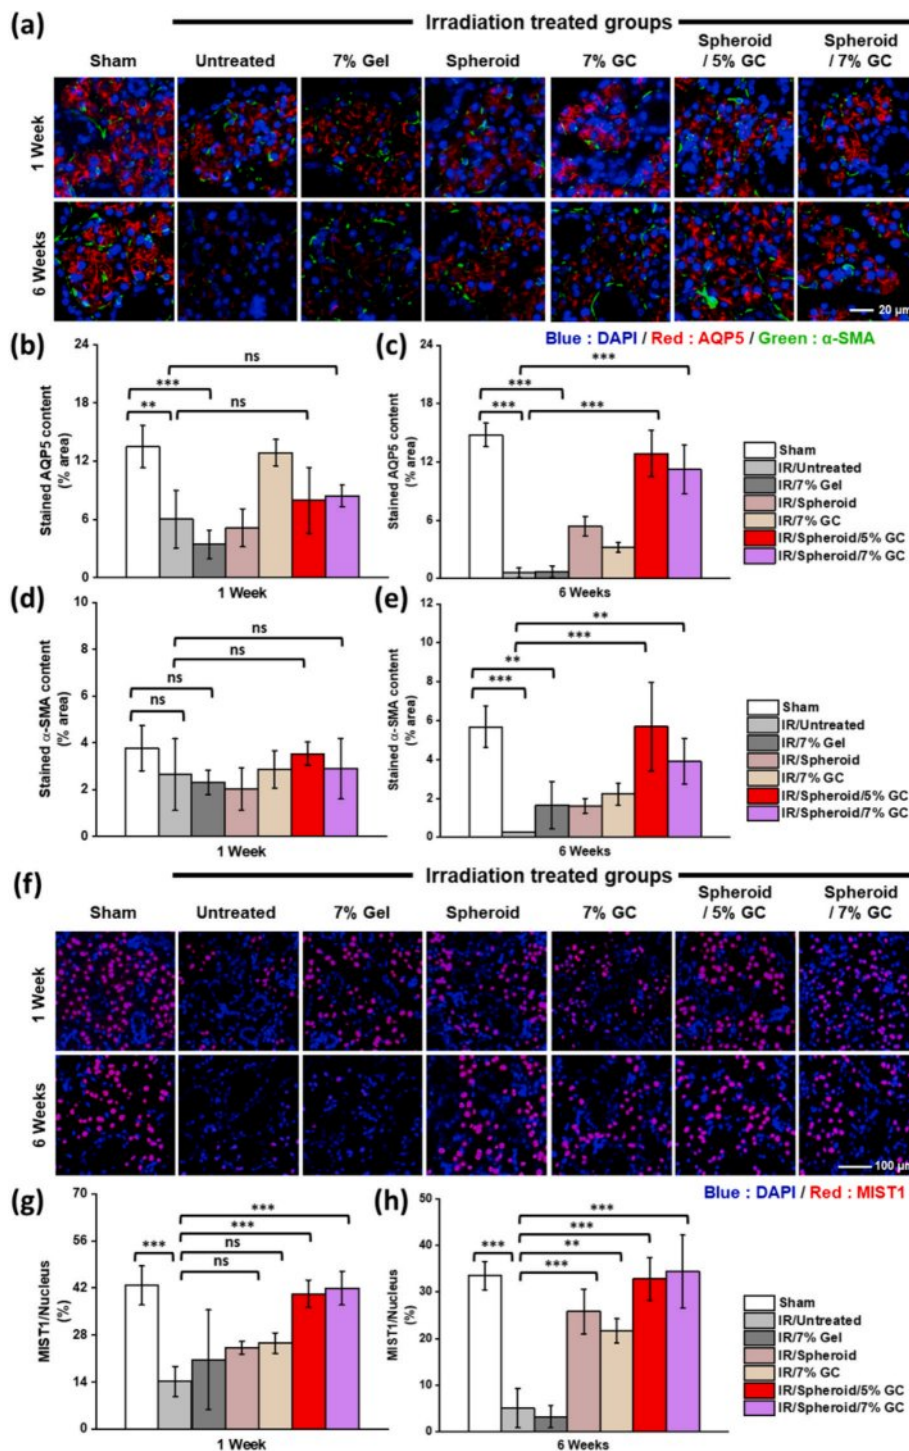 (a)
Irradiation treated groups
Sham
Untreated
7% Gel
Spheroid
7% GC
Spheroid / 5% GC
Spheroid / 7% GC
1 Week
6 Weeks
20 μm
Blue : DAPI / Red : AQP5 / Green : α-SMA
(b)
Stained AQP5 content
(% area)
24
18
12
6
0
ns
***
**
ns
1 Week
(c)
Stained AQP5 content
(% area)
24
18
12
6
0
***
***
***
***
6 Weeks
Sham
IR/Untreated
IR/7% Gel
IR/Spheroid
IR/7% GC
IR/Spheroid/5% GC
IR/Spheroid/7% GC
(d)
Stained α-SMA content
(% area)
10
8
6
4
2
0
ns
ns
ns
ns
1 Week
(e)
Stained α-SMA content
(% area)
12
10
8
6
4
2
0
**
***
**
***
6 Weeks
Sham
IR/Untreated
IR/7% Gel
IR/Spheroid
IR/7% GC
IR/Spheroid/5% GC
IR/Spheroid/7% GC
(f)
Irradiation treated groups
Sham
Untreated
7% Gel
Spheroid
7% GC
Spheroid / 5% GC
Spheroid / 7% GC
1 Week
6 Weeks
100 μm
Blue : DAPI / Red : MIST1
(g)
MIST1/Nucleus
(%)
70
56
42
28
14
0
***
***
***
ns
ns
1 Week
(h)
MIST1/Nucleus
(%)
50
40
30
20
10
0
***
***
***
**
***
6 Weeks
Sham
IR/Untreated
IR/7% Gel
IR/Spheroid
IR/7% GC
IR/Spheroid/5% GC
IR/Spheroid/7% GC